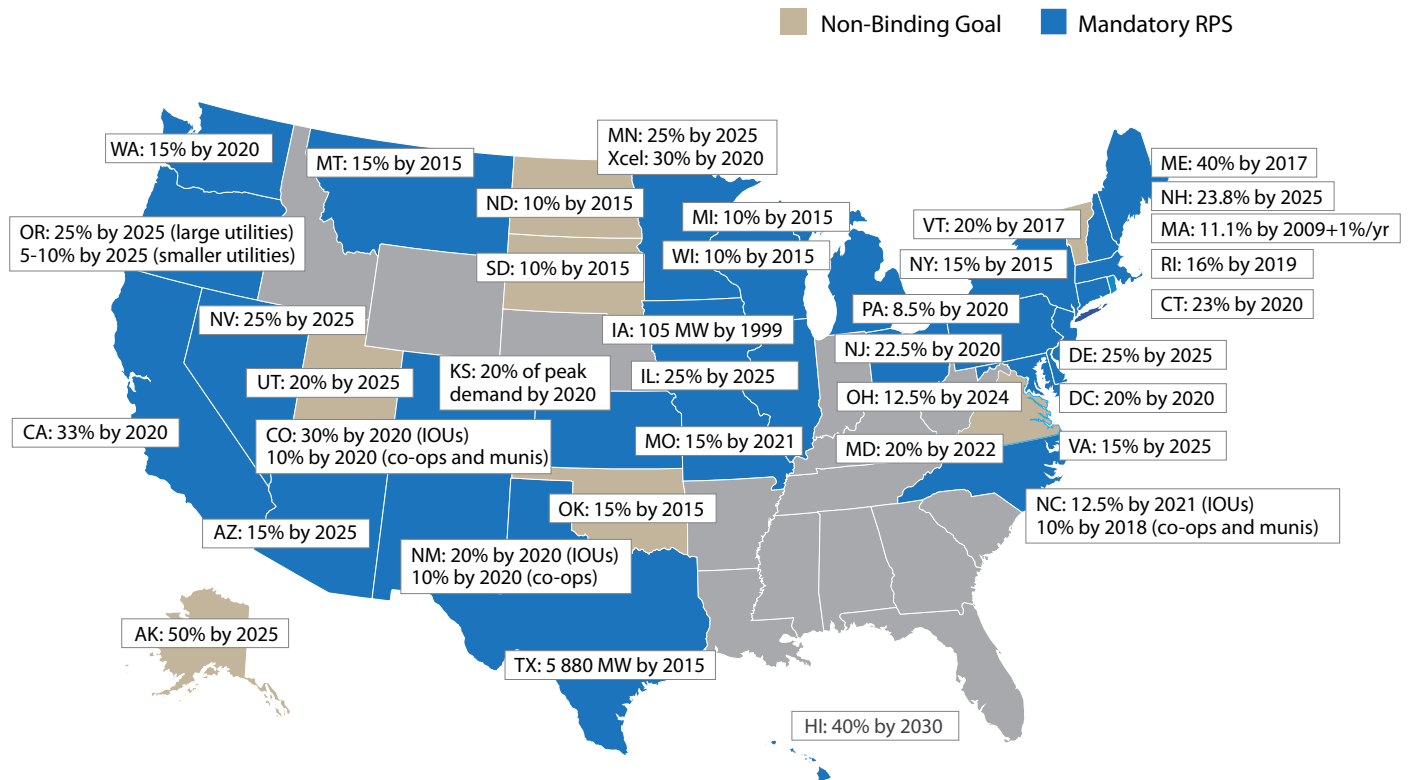 Non-Binding Goal
Mandatory RPS
WA: 15% by 2020
MT: 15% by 2015
MN: 25% by 2025
Xcel: 30% by 2020
ME: 40% by 2017
ND: 10% by 2015
MI: 10% by 2015
VT: 20% by 2017
NH: 23.8% by 2025
OR: 25% by 2025 (large utilities)
5-10% by 2025 (smaller utilities)
MA: 11.1% by 2009+1%/yr
SD: 10% by 2015
WI: 10% by 2015
NY: 15% by 2015
RI: 16% by 2019
NV: 25% by 2025
IA: 105 MW by 1999
PA: 8.5% by 2020
CT: 23% by 2020
NJ: 22.5% by 2020
DE: 25% by 2025
UT: 20% by 2025
KS: 20% of peak
demand by 2020
IL: 25% by 2025
OH: 12.5% by 2024
DC: 20% by 2020
CA: 33% by 2020
CO: 30% by 2020 (IOUs)
10% by 2020 (co-ops and munis)
MO: 15% by 2021
MD: 20% by 2022
VA: 15% by 2025
AZ: 15% by 2025
OK: 15% by 2015
NC: 12.5% by 2021 (IOUs)
10% by 2018 (co-ops and munis)
NM: 20% by 2020 (IOUs)
10% by 2020 (co-ops)
AK: 50% by 2025
TX: 5 880 MW by 2015
HI: 40% by 2030